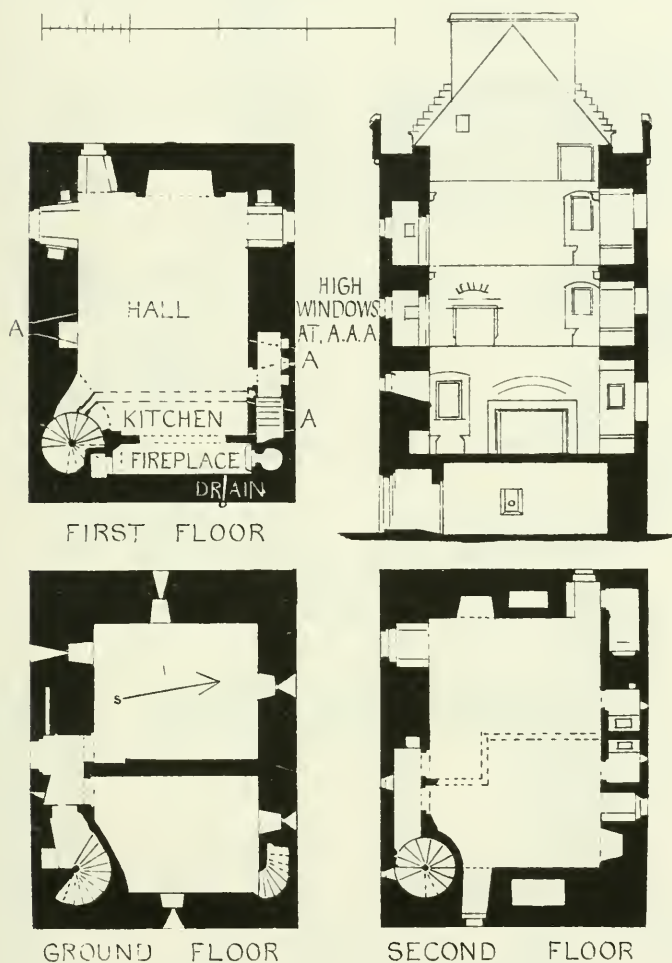 HALL
HIGH
WINDOWS
AT, A.A.A
A
A
A
KITCHEN
FIREPLACE
DRAIN
FIRST FLOOR
S
GROUND FLOOR
SECOND FLOOR